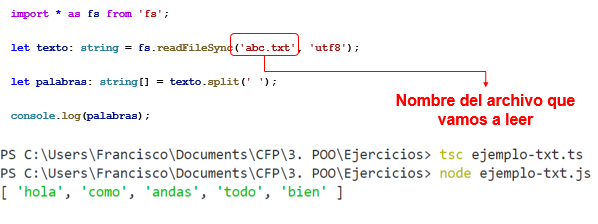 import * as fs from 'fs';
let texto: string = fs.readFileSync('abc.txt', 'utf8');
let palabras: string[] = texto.split(' ');
Nombre del archivo que
vamos a leer
console.log(palabras);
PS C:\Users\Francisco\Documents\CFP\3. POO\Ejercicios> tsc ejemplo-txt.ts
PS C:\Users\Francisco\Documents\CFP\3. POO\Ejercicios> node ejemplo-txt.js
[ 'hola', 'como', 'andas', 'todo', 'bien' ]